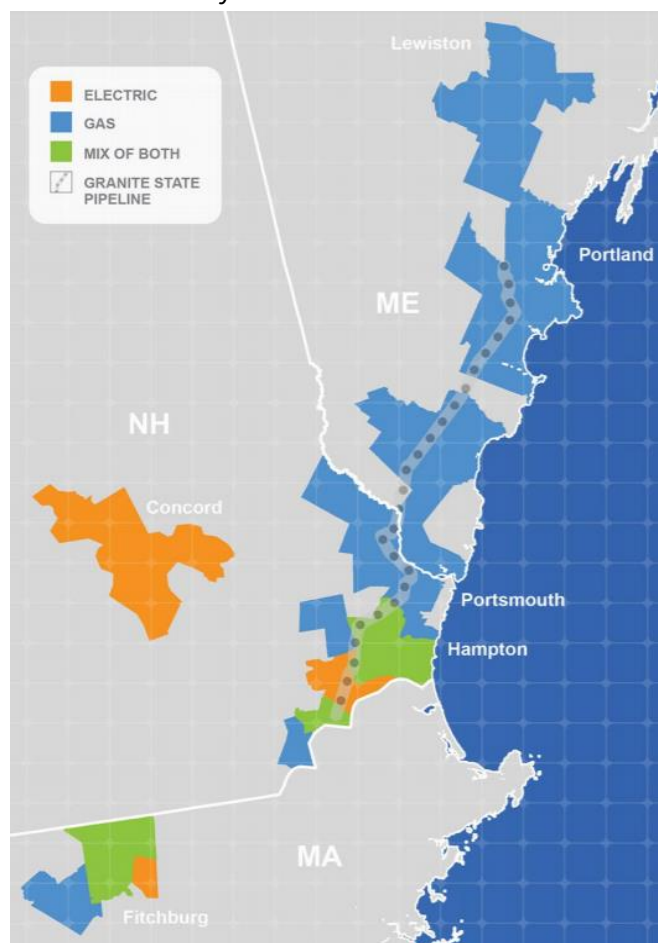 Lewiston
ELECTRIC
GAS
MIX OF BOTH
GRANITE STATE
PIPELINE
Portland
ME
NH
Concord
Portsmouth
Hampton
MA
Fitchburg